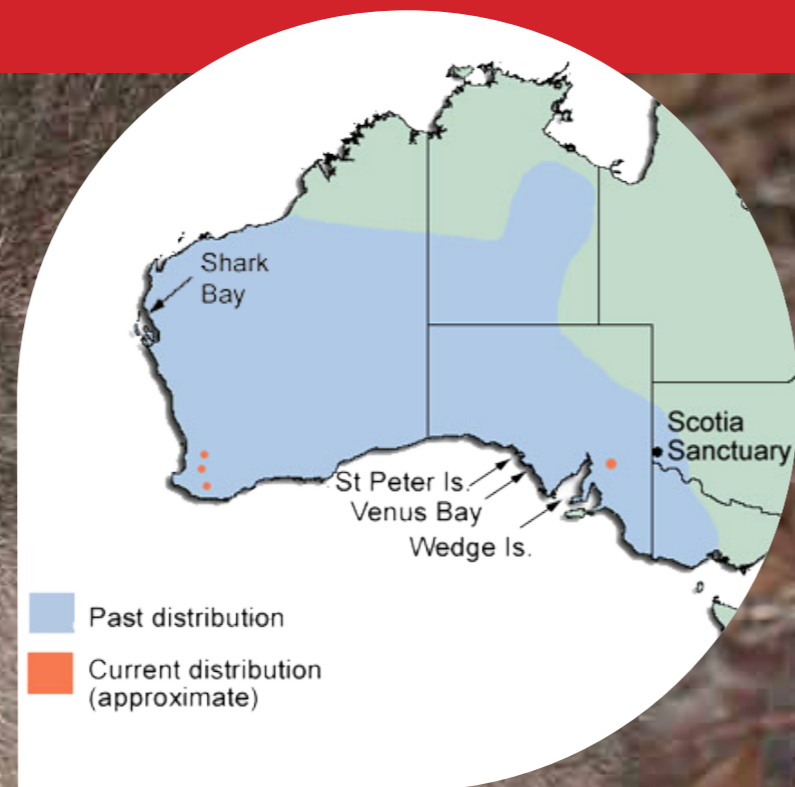 Shark
Bay
Scotia
Sanctuary
St Peter Is.
Venus Bay
Wedge Is.
Past distribution
Current distribution
(approximate)